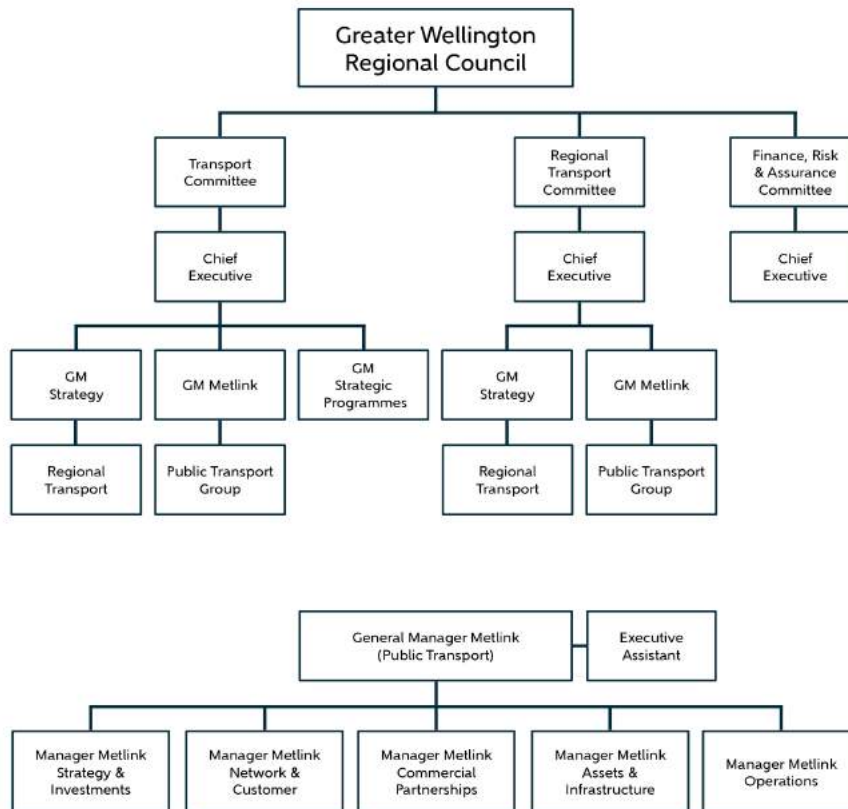 Greater Wellington
Regional Council
Transport
Committee
Regional
Transport
Committee
Finance, Risk
& Assurance
Committee
Chief
Executive
Chief
Executive
Chief
Executive
GM
Strategy
GM Metlink
GM
Strategic
Programmes
GM
Strategy
GM Metlink
Regional
Transport
Public Transport
Group
Regional
Transport
Public Transport
Group
General Manager Metlink
(Public Transport)
Executive
Assistant
Manager Metlink
Strategy &
Investments
Manager Metlink
Network &
Customer
Manager Metlink
Commercial
Partnerships
Manager Metlink
Assets &
Infrastructure
Manager Metlink
Operations